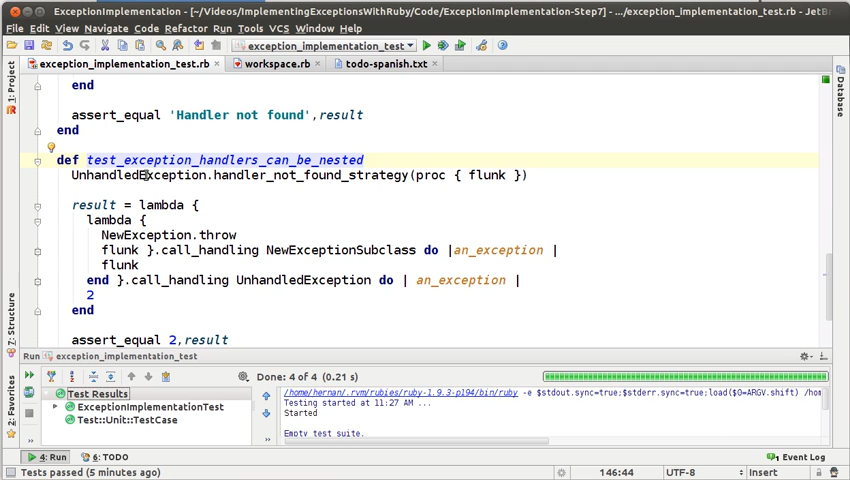 ExceptionImplementation - [~/Videos/ImplementingExceptionsWithRuby/Code/ExceptionImplementation-Step7] - .../exception_implementation_test.rb - JetB
File Edit View Navigate Code Refactor Run Tools VCS Window Help
exception_implementation_test
exception_implementation_test.rb workspace.rb todo-spanish.txt
1: Project
Database
end
assert_equal 'Handler not found',result
end
def test_exception_handlers_can_be_nested
UnhandledException.handler_not_found_strategy(proc { flunk })
result = lambda {
lambda {
NewException.throw
flunk }.call_handling NewExceptionSubclass do |an_exception |
flunk
end }.call_handling UnhandledException do | an_exception |
2
end
assert_equal 2,result
7: Structure
2: Favorites
Run exception_implementation_test
Done: 4 of 4 (0.21 s)
Test Results
ExceptionImplementationTest
Test::Unit::TestCase
/home/hernan/.rvm/rubies/ruby-1.9.3-p194/bin/ruby -e $stdout.sync=true;$stderr.sync=true;load($0=ARGV.shift) /ho
Testing started at 11:27 AM ...
Started
Empty test suite.
4: Run 6: TODO Event Log
Tests passed (5 minutes ago) 146:44 UTF-8 Insert